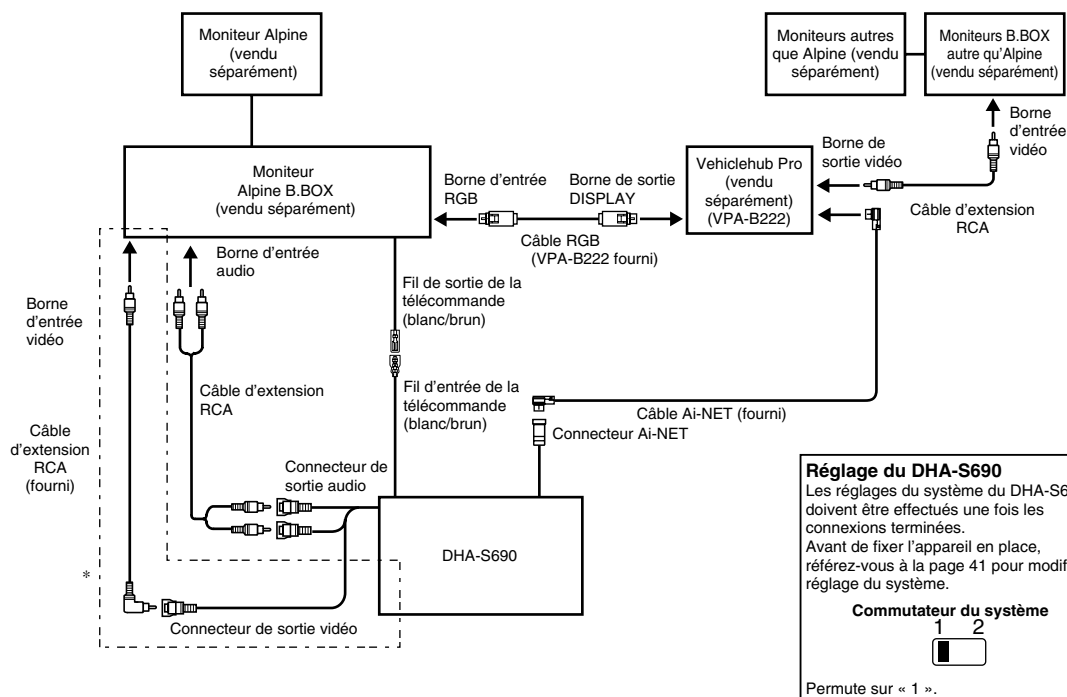 Moniteur Alpine
(vendu
séparément)
Moniteurs autres
que Alpine (vendu
séparément)
Moniteurs B.BOX
autre qu'Alpine
(vendu séparément)
Borne
d'entrée
vidéo
Borne de
sortie vidéo
Câble d'extension
RCA
Moniteur
Alpine B.BOX
(vendu séparément)
Borne d'entrée
RGB
Borne de sortie
DISPLAY
Vehiclehub Pro
(vendu
séparément)
(VPA-B222)
Câble RGB
(VPA-B222 fourni)
Borne d'entrée
audio
Fil de sortie de la
télécommande
(blanc/brun)
Borne
d'entrée
vidéo
Câble d'extension
RCA
Fil d'entrée de la
télécommande
(blanc/brun)
Câble Ai-NET (fourni)
Connecteur Ai-NET
Câble
d'extension
RCA
(fourni)
Connecteur de
sortie audio
DHA-S690
*
Connecteur de sortie vidéo
Réglage du DHA-S690
Les réglages du système du
doivent être effectués une fois les
connexions terminées.
Avant de fixer l'appareil en place,
référez-vous à la page 41 pour
réglage du système.
Commutateur du système
1 2
Permute sur « 1 ».